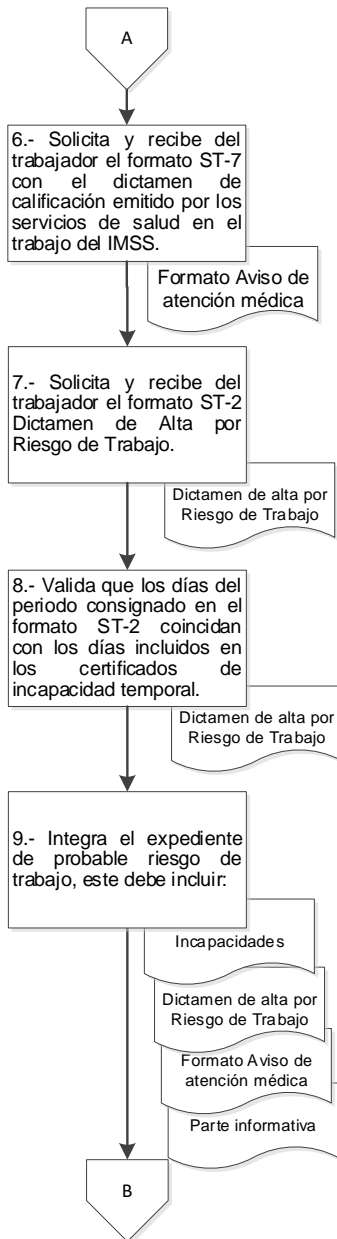 A
6.- Solicita y recibe del
trabajador el formato ST-7
con el dictamen de
calificación emitido por los
servicios de salud en el
trabajo del IMSS.
Formato Aviso de
atención médica
7.- Solicita y recibe del
trabajador el formato ST-2
Dictamen de Alta por
Riesgo de Trabajo.
Dictamen de alta por
Riesgo de Trabajo
8.- Valida que los días del
periodo consignado en el
formato ST-2 coincidan
con los días incluidos en
los certificados de
incapacidad temporal.
Dictamen de alta por
Riesgo de Trabajo
9.- Integra el expediente
de probable riesgo de
trabajo, este debe incluir:
Incapacidades
Dictamen de alta por
Riesgo de Trabajo
Formato Aviso de
atención médica
Parte informativa
B